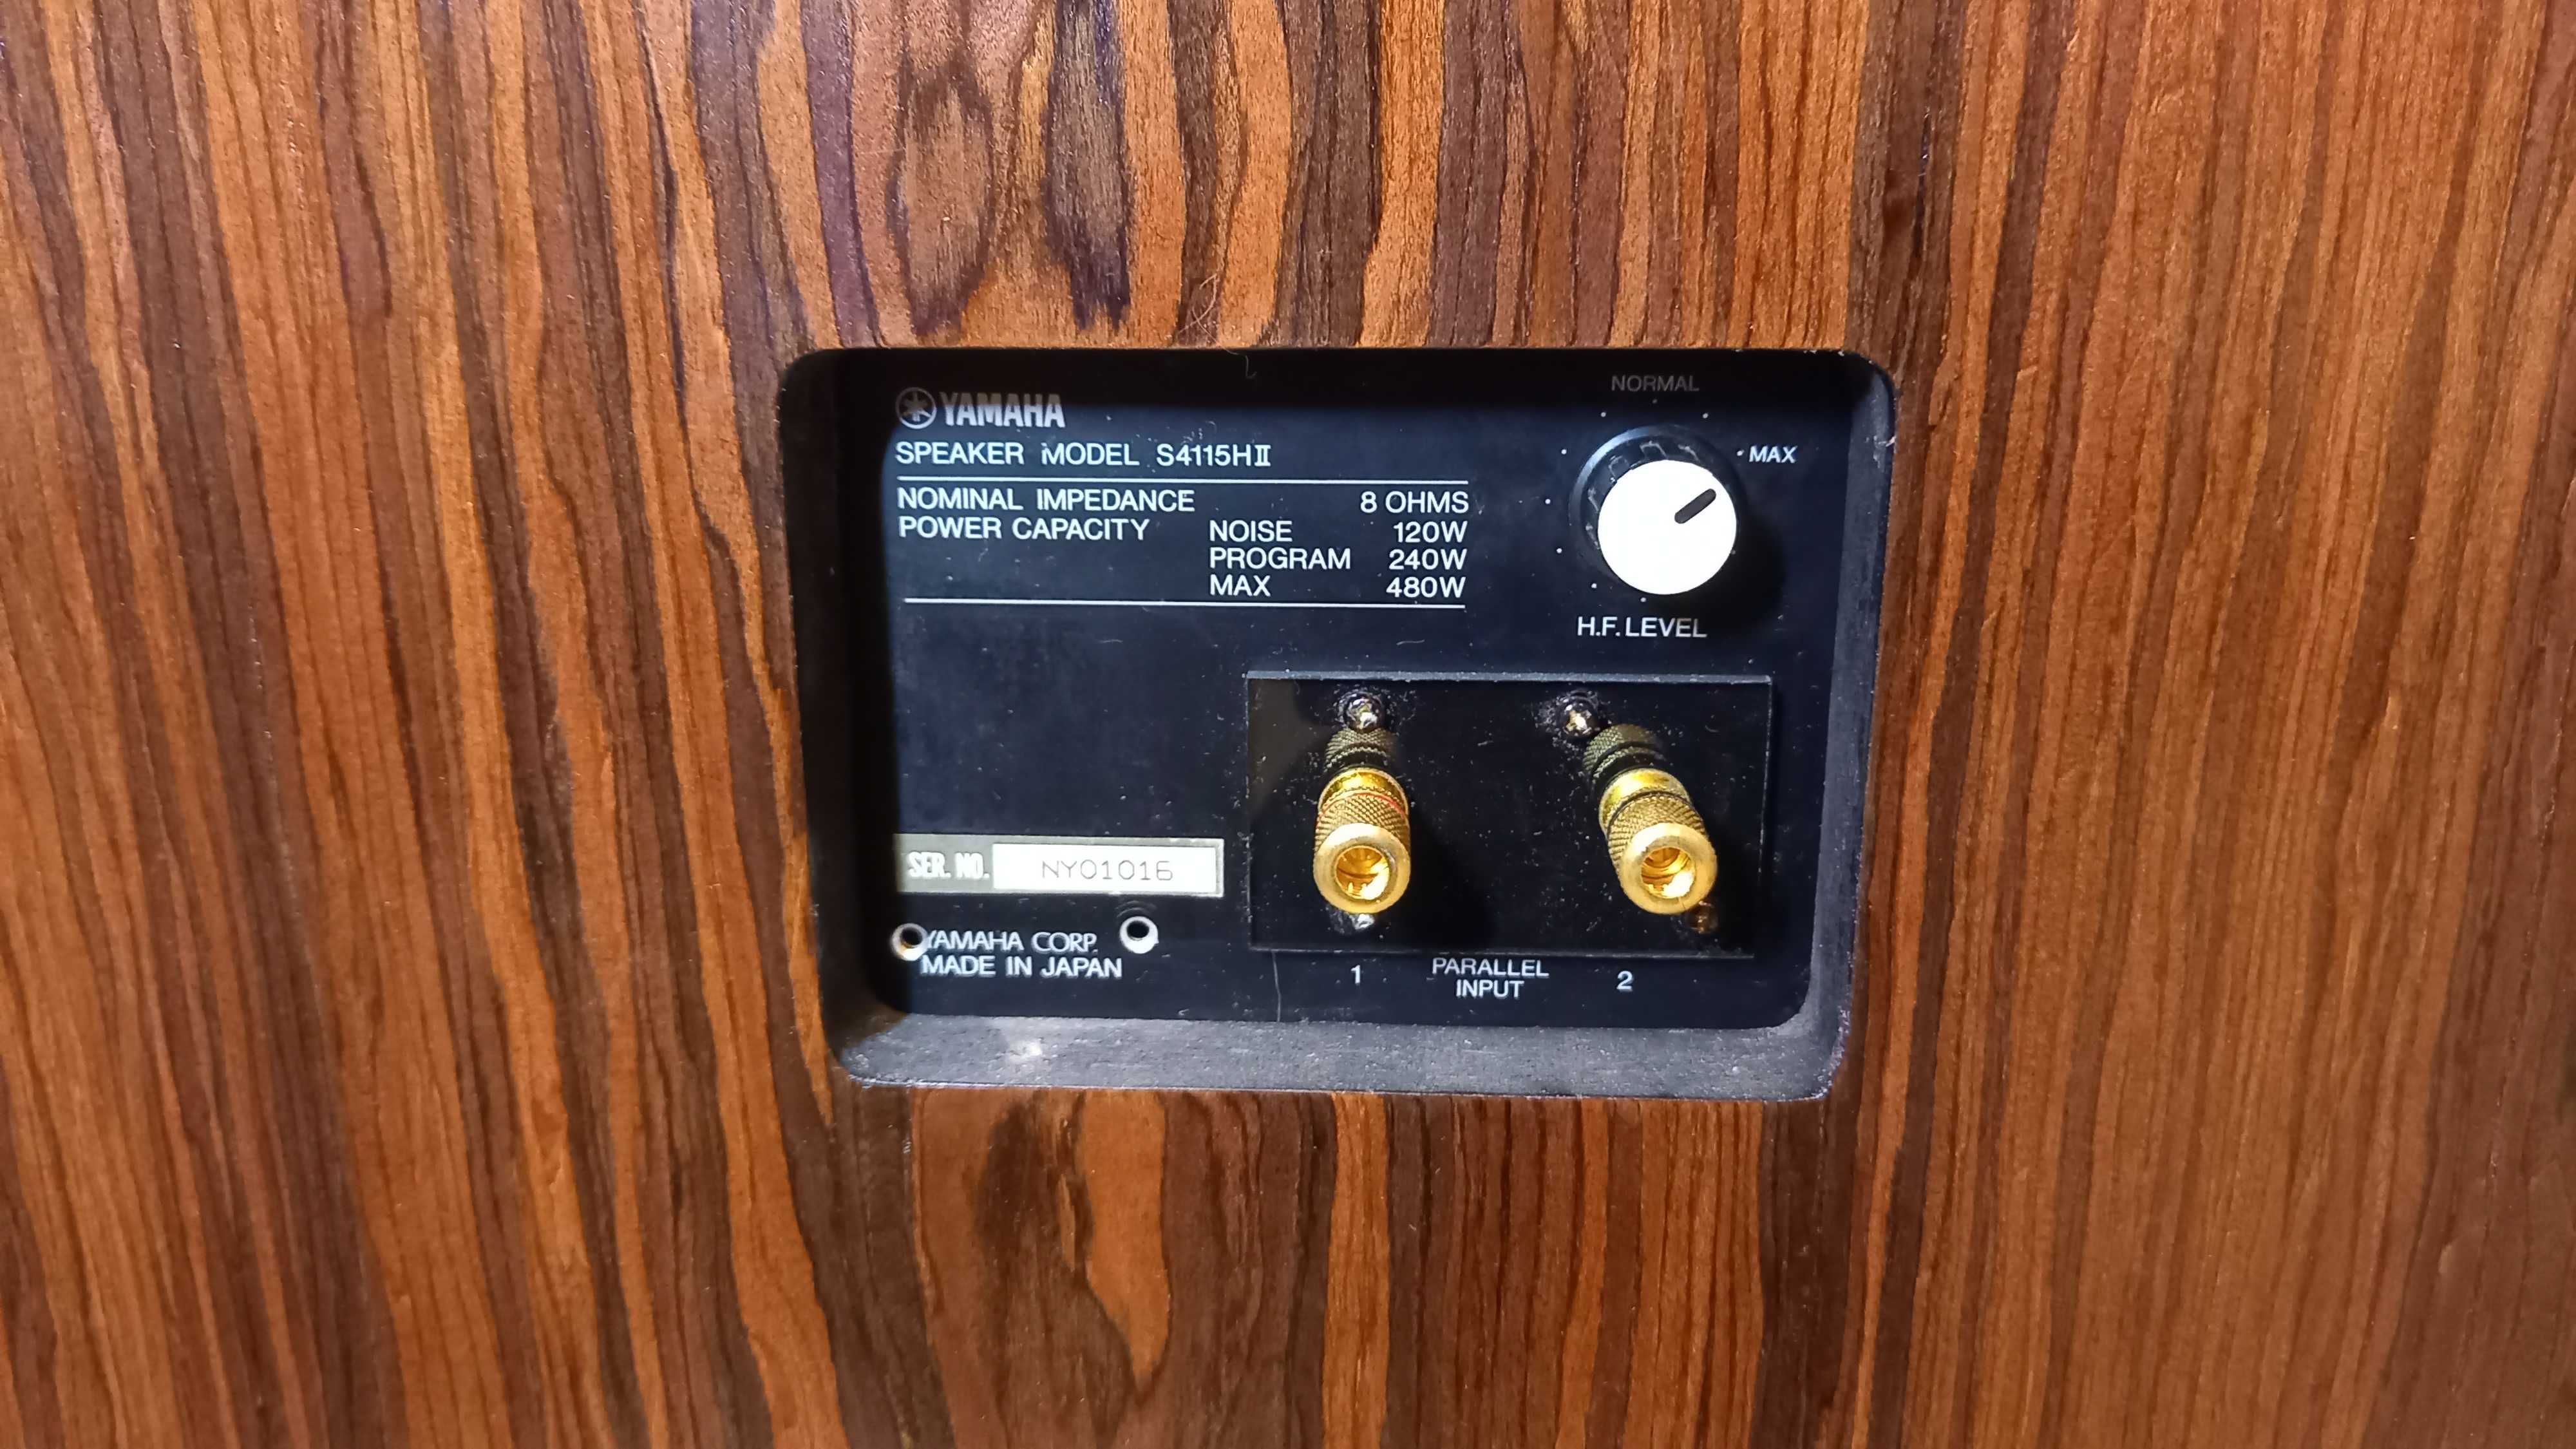 YAMAHA
SPEAKER MODEL S4115HⅡ
NOMINAL IMPEDANCE 8 OHMS
POWER CAPACITY NOISE 120W
PROGRAM 240W
MAX 480W
NORMAL
MAX
H.F. LEVEL
SER. NO. NY01016
YAMAHA CORP.
MADE IN JAPAN
1 PARALLEL INPUT 2